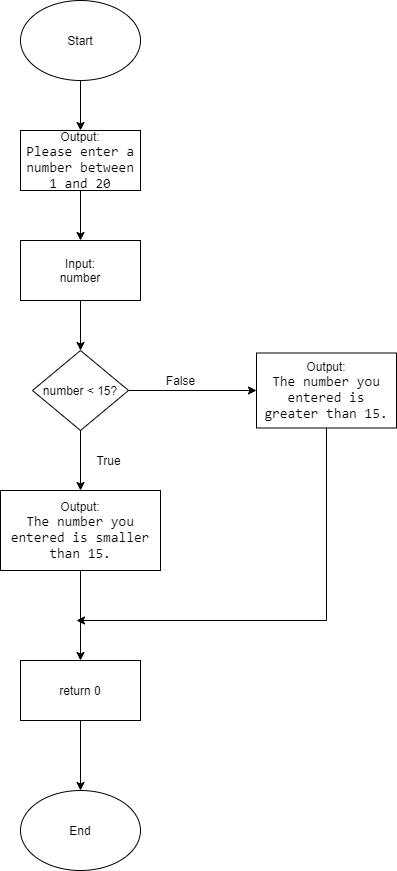 Start
Output:
Please enter a
number between
1 and 20
Input:
number
number < 15?
False
Output:
The number you
entered is
greater than 15.
True
Output:
The number you
entered is smaller
than 15.
return 0
End